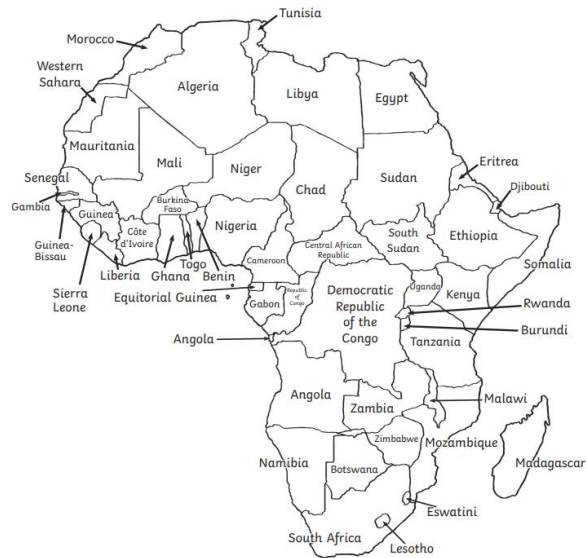 Tunisia
Morocco
Western
Sahara
Algeria
Libya
Egypt
Mauritania
Mali
Niger
Chad
Sudan
Eritrea
Djibouti
Senegal
Gambia
Guinea-
Bissau
Guinea
Sierra
Leone
Liberia
Côte
d'Ivoire
Burkina
Faso
Ghana
Togo
Benin
Nigeria
Cameroon
Central African
Republic
South
Sudan
Ethiopia
Somalia
Equitorial Guinea
Gabon
Republic
of
Congo
Democratic
Republic
of the
Congo
Uganda
Kenya
Rwanda
Burundi
Tanzania
Angola
Angola
Zambia
Malawi
Mozambique
Zimbabwe
Madagascar
Namibia
Botswana
Eswatini
South Africa
Lesotho